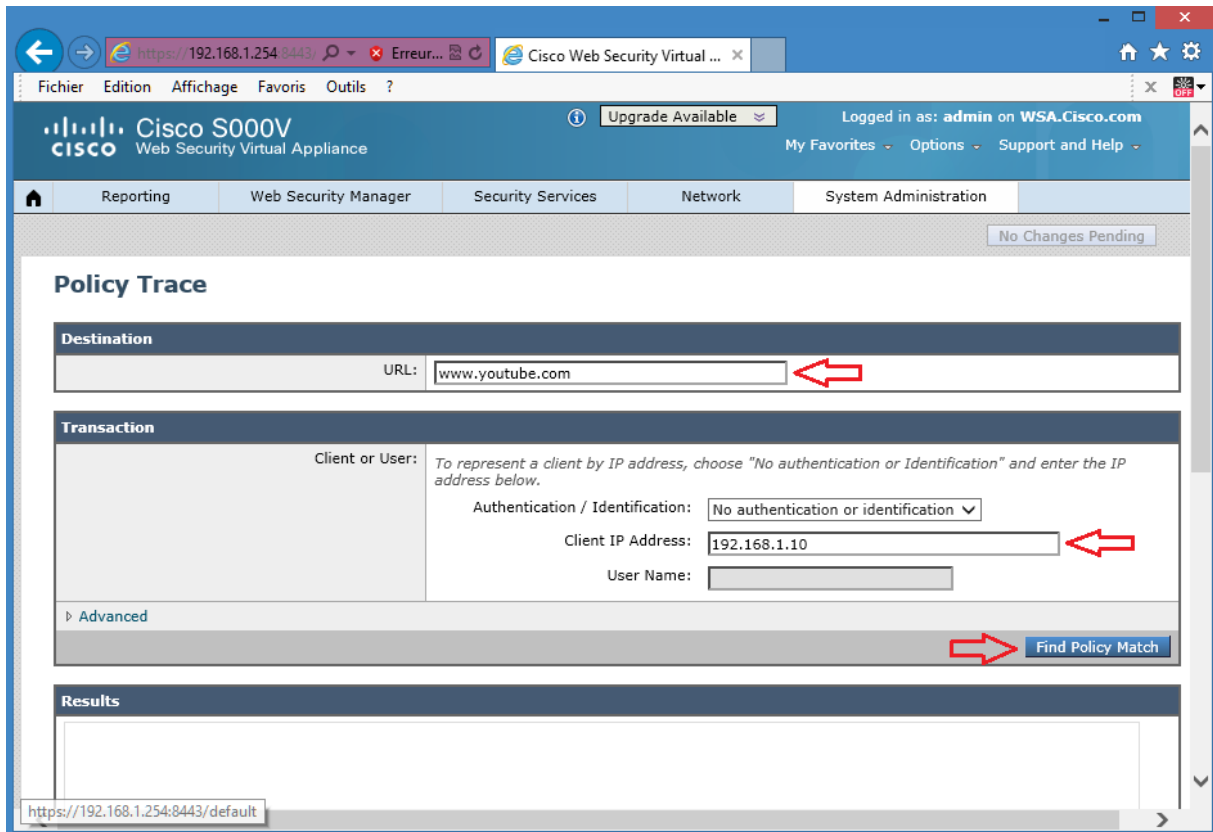 https://192.168.1.254:8443/ Erreur... Cisco Web Security Virtual ...
Fichier Edition Affichage Favoris Outils ?
OFF
Cisco S000V
CISCO Web Security Virtual Appliance
Upgrade Available
Logged in as: admin on WSA.Cisco.com
My Favorites Options Support and Help
Reporting Web Security Manager Security Services Network System Administration
No Changes Pending
Policy Trace
Destination
URL: www.youtube.com
Transaction
Client or User: To represent a client by IP address, choose "No authentication or Identification" and enter the IP
address below.
Authentication / Identification: No authentication or identification
Client IP Address: 192.168.1.10
User Name:
Advanced
Find Policy Match
Results
https://192.168.1.254:8443/default